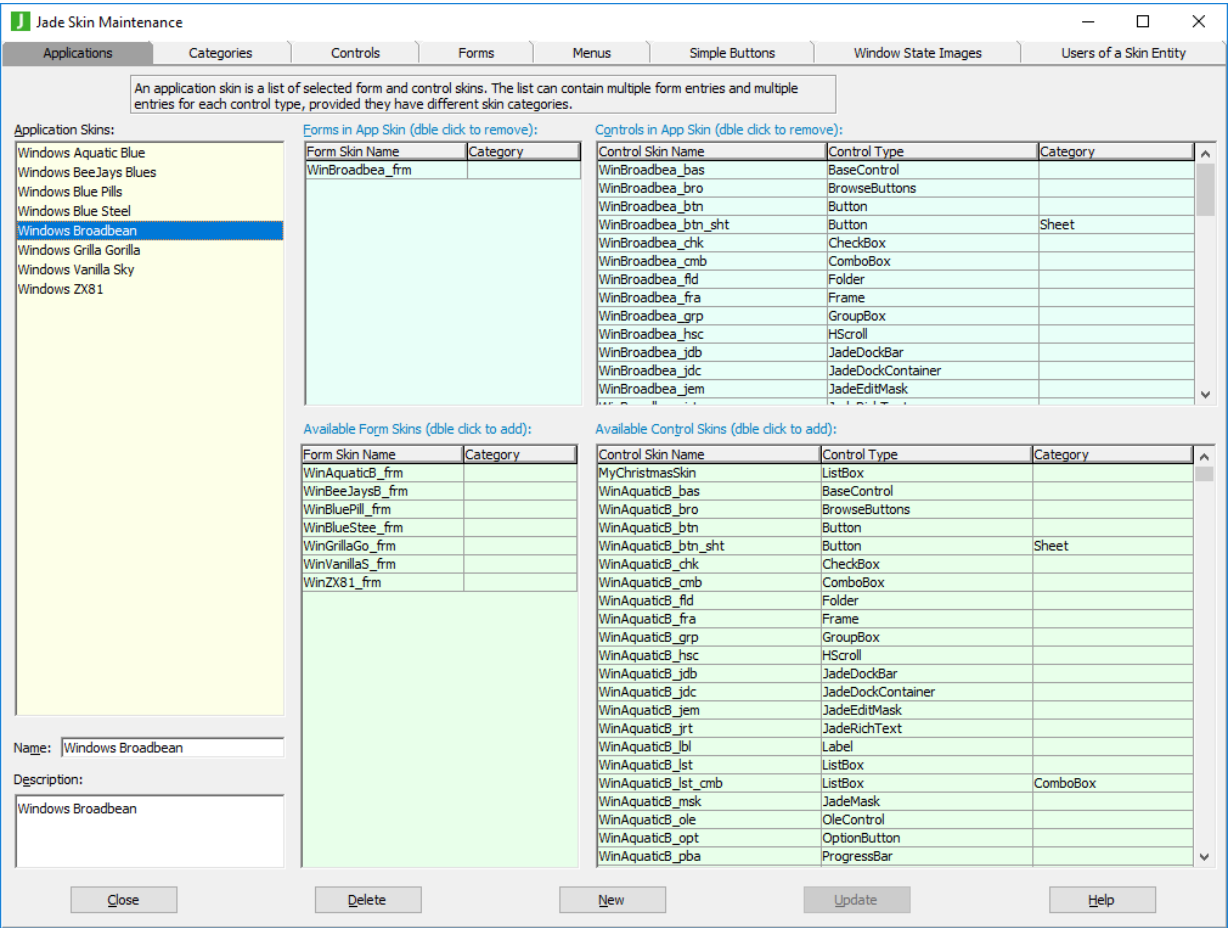 Jade Skin Maintenance
Applications Categories Controls Forms Menus Simple Buttons Window State Images Users of a Skin Entity
An application skin is a list of selected form and control skins. The list can contain multiple form entries and multiple
entries for each control type, provided they have different skin categories.
Application Skins:
Windows Aquatic Blue
Windows BeeJays Blues
Windows Blue Pills
Windows Blue Steel
Windows Broadbean
Windows Grilla Gorilla
Windows Vanilla Sky
Windows ZX81
Name: Windows Broadbean
Description:
Windows Broadbean
Forms in App Skin (dble click to remove):
Form Skin Name Category
WinBroadbea_frm
Controls in App Skin (dble click to remove):
Control Skin Name Control Type Category
WinBroadbea_bas BaseControl
WinBroadbea_bro BrowseButtons
WinBroadbea_btn Button
WinBroadbea_btn_sht Button Sheet
WinBroadbea_chk CheckBox
WinBroadbea_cmb ComboBox
WinBroadbea_fld Folder
WinBroadbea_fra Frame
WinBroadbea_grp GroupBox
WinBroadbea_hsc HScroll
WinBroadbea_jdb JadeDockBar
WinBroadbea_jdc JadeDockContainer
WinBroadbea_jem JadeEditMask
Available Form Skins (dble click to add):
Form Skin Name Category
WinAquaticB_frm
WinBeeJaysB_frm
WinBluePill_frm
WinBlueStee_frm
WinGrillaGo_frm
WinVanillaS_frm
WinZX81_frm
Available Control Skins (dble click to add):
Control Skin Name Control Type Category
MyChristmasSkin ListBox
WinAquaticB_bas BaseControl
WinAquaticB_bro BrowseButtons
WinAquaticB_btn Button
WinAquaticB_btn_sht Button Sheet
WinAquaticB_chk CheckBox
WinAquaticB_cmb ComboBox
WinAquaticB_fld Folder
WinAquaticB_fra Frame
WinAquaticB_grp GroupBox
WinAquaticB_hsc HScroll
WinAquaticB_jdb JadeDockBar
WinAquaticB_jdc JadeDockContainer
WinAquaticB_jem JadeEditMask
WinAquaticB_jrt JadeRichText
WinAquaticB_lbl Label
WinAquaticB_lst ListBox
WinAquaticB_lst_cmb ListBox ComboBox
WinAquaticB_msk JadeMask
WinAquaticB_ole OleControl
WinAquaticB_opt OptionButton
WinAquaticB_pba ProgressBar
Close Delete New Update Help